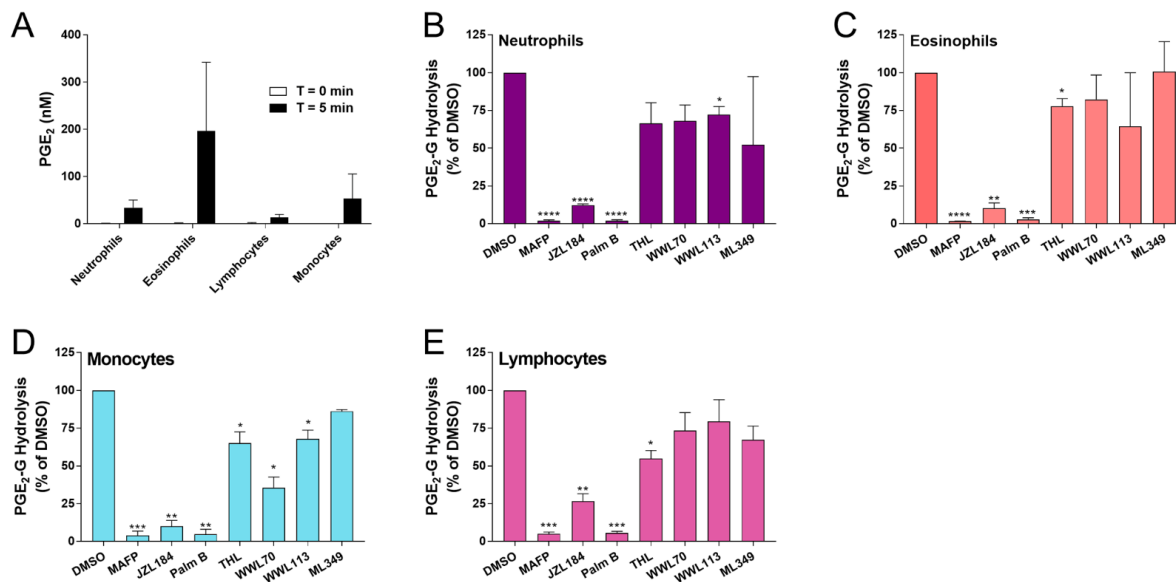 A
PGE2 (nM)
400
300
200
100
0
T = 0 min
T = 5 min
Neutrophils
Eosinophils
Lymphocytes
Monocytes
B
Neutrophils
PGE2-G Hydrolysis
(% of DMSO)
125
100
75
50
25
0
****
****
****
*
DMSO
MAFP
JZL184
Palm B
THL
WWL70
WWL113
ML349
C
Eosinophils
PGE2-G Hydrolysis
(% of DMSO)
125
100
75
50
25
0
****
**
***
*
DMSO
MAFP
JZL184
Palm B
THL
WWL70
WWL113
ML349
D
Monocytes
PGE2-G Hydrolysis
(% of DMSO)
125
100
75
50
25
0
***
**
**
*
*
*
DMSO
MAFP
JZL184
Palm B
THL
WWL70
WWL113
ML349
E
Lymphocytes
PGE2-G Hydrolysis
(% of DMSO)
125
100
75
50
25
0
***
**
***
*
DMSO
MAFP
JZL184
Palm B
THL
WWL70
WWL113
ML349